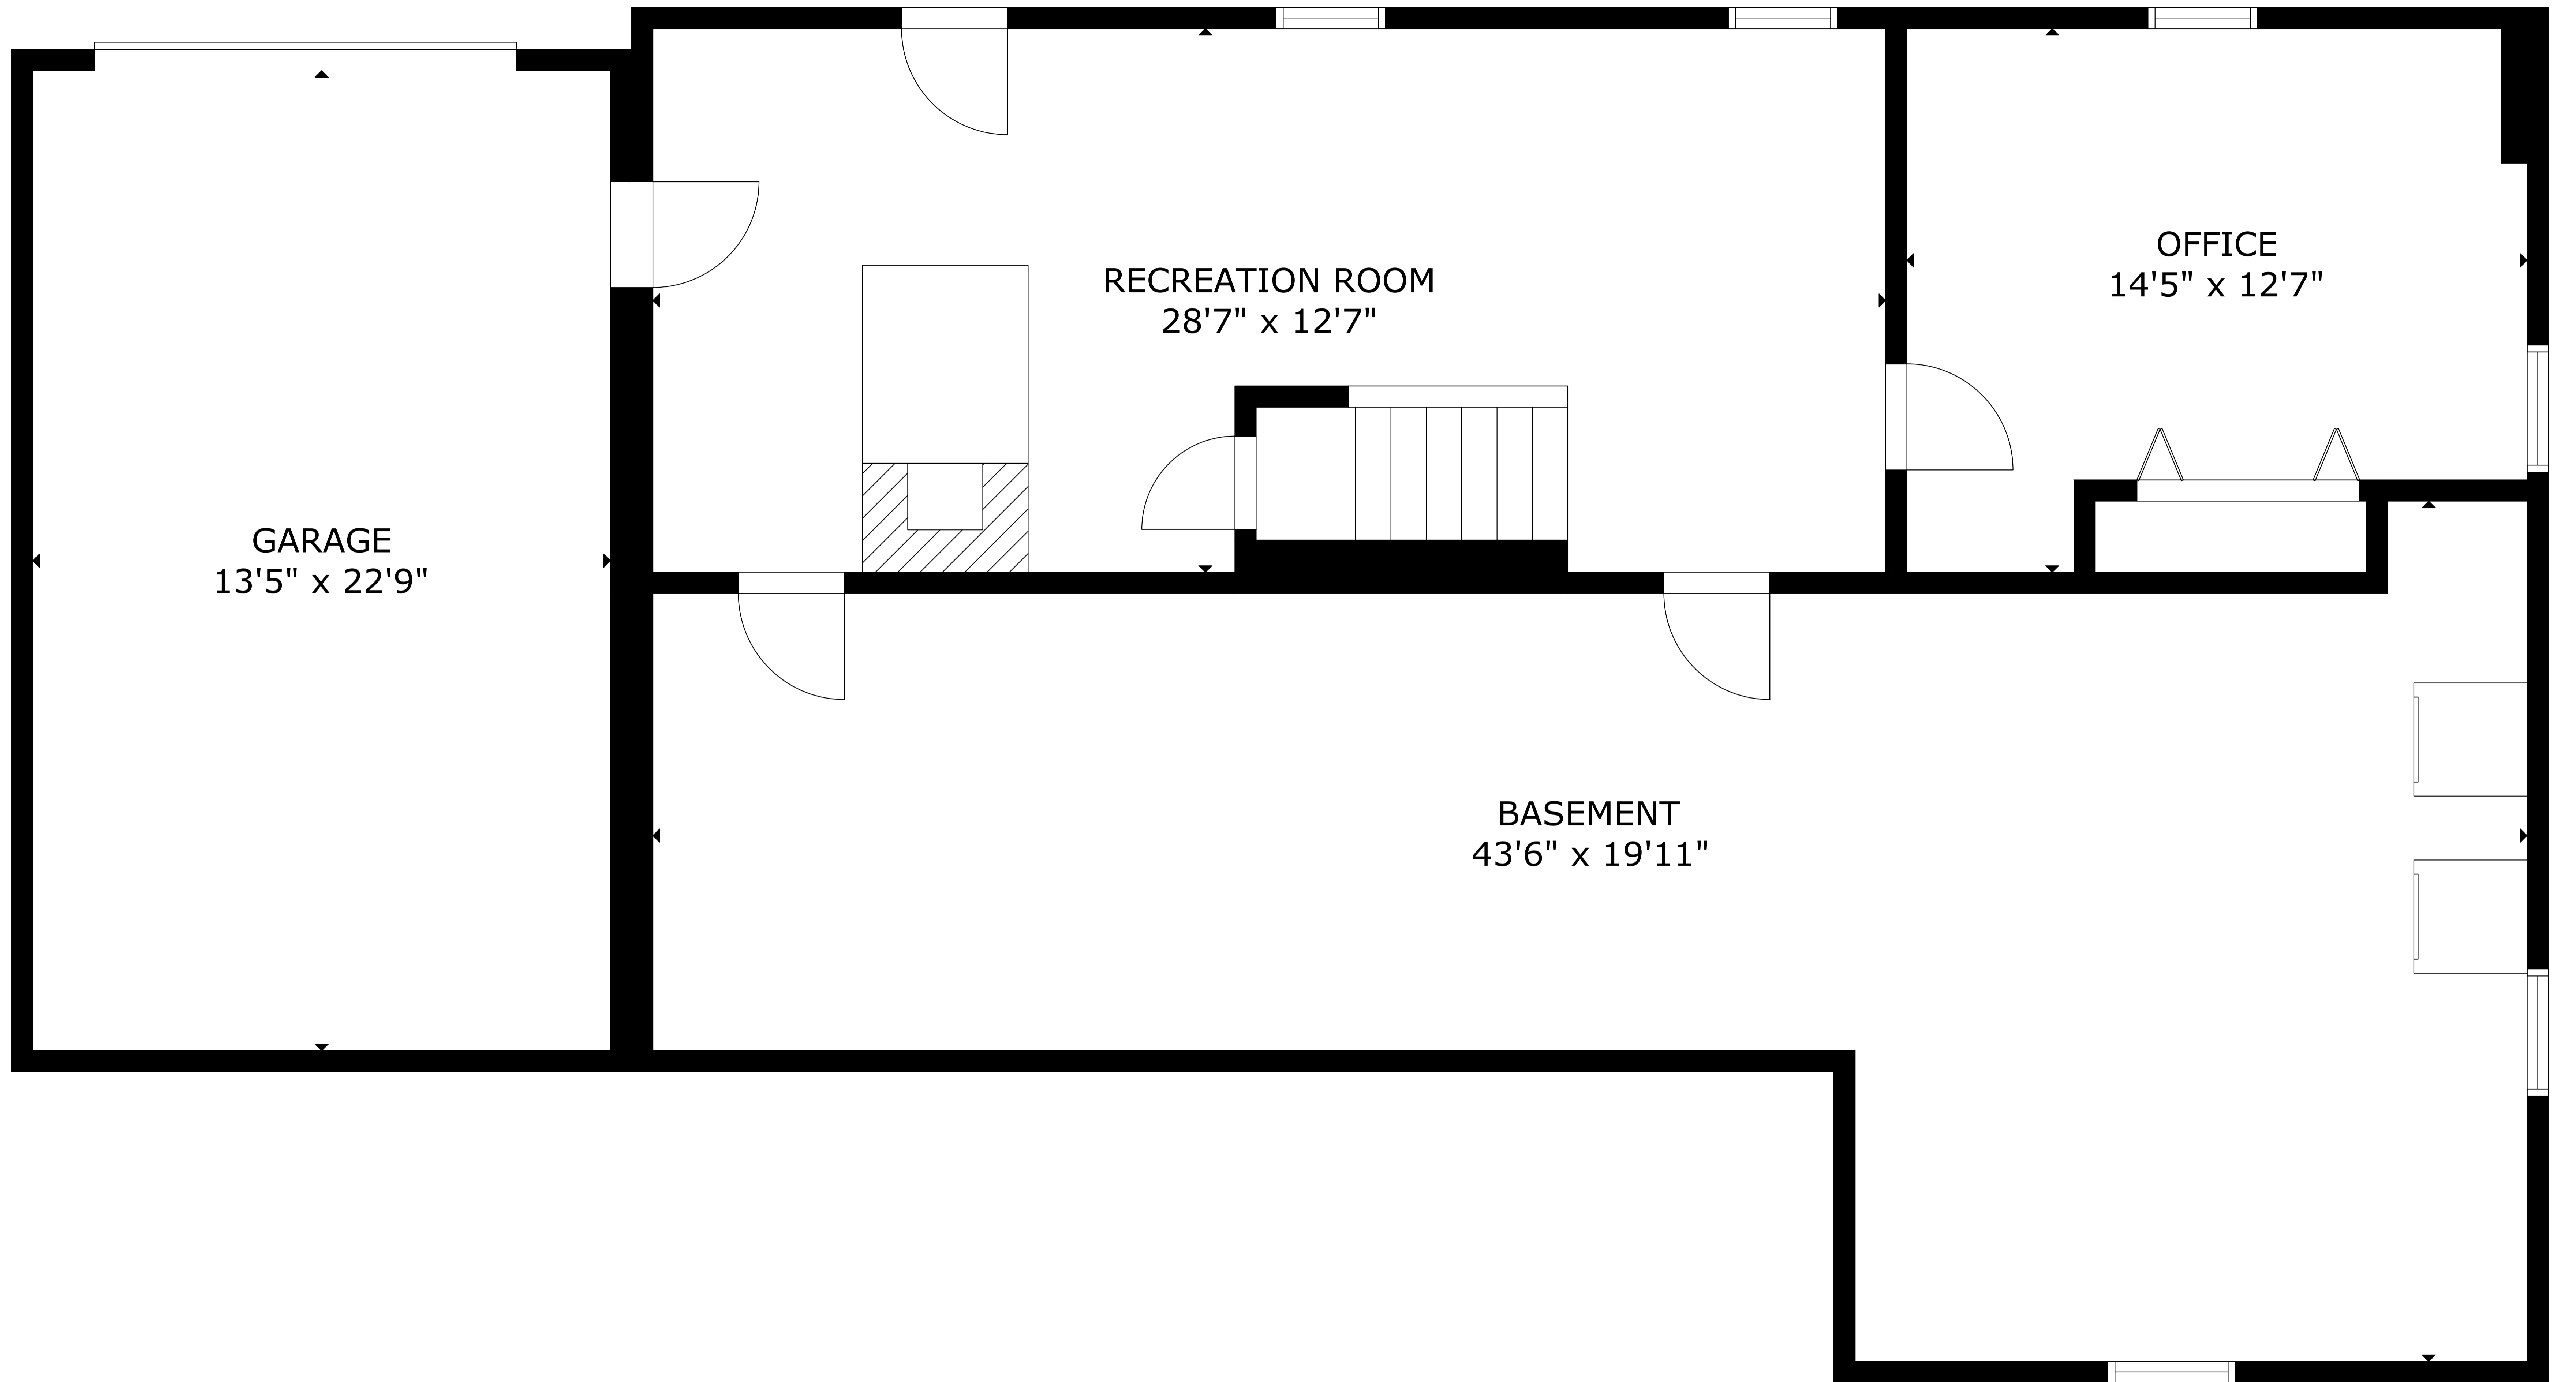 RECREATION ROOM
28'7" x 12'7"
OFFICE
14'5" x 12'7"
GARAGE
13'5" x 22'9"
BASEMENT
43'6" x 19'11"